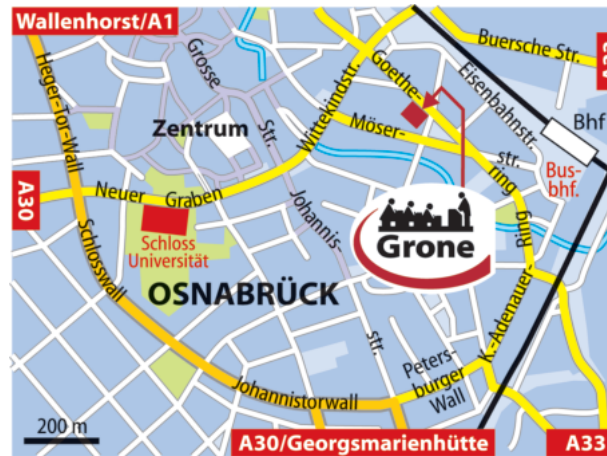 Wallenhorst/A1
Buersche Str.
Heger-Tor-Wall
Grosse
Str.
Wittekindstr.
Goethe-
ring
Eisenbahnstr.
Bhf
Zentrum
Möser-
str.
Bus-
bhf.
A30
Neuer Graben
Schloss
Universität
Johannis-
str.
Grone
Schlosswall
OSNABRÜCK
K.-Adenauer-
Ring
Peters-
burger
Wall
Johannistorwall
200 m
A30/Georgsmarienhütte
A33